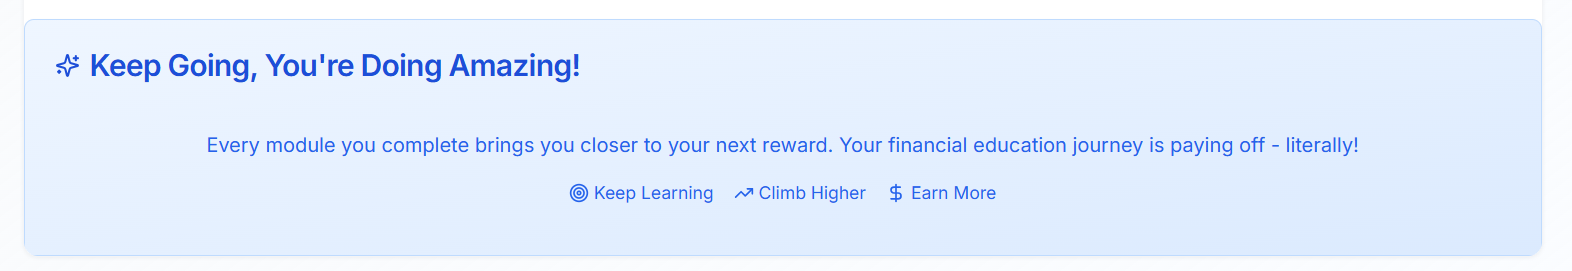 Keep Going, You're Doing Amazing!
Every module you complete brings you closer to your next reward. Your financial education journey is paying off - literally!
Keep Learning Climb Higher Earn More